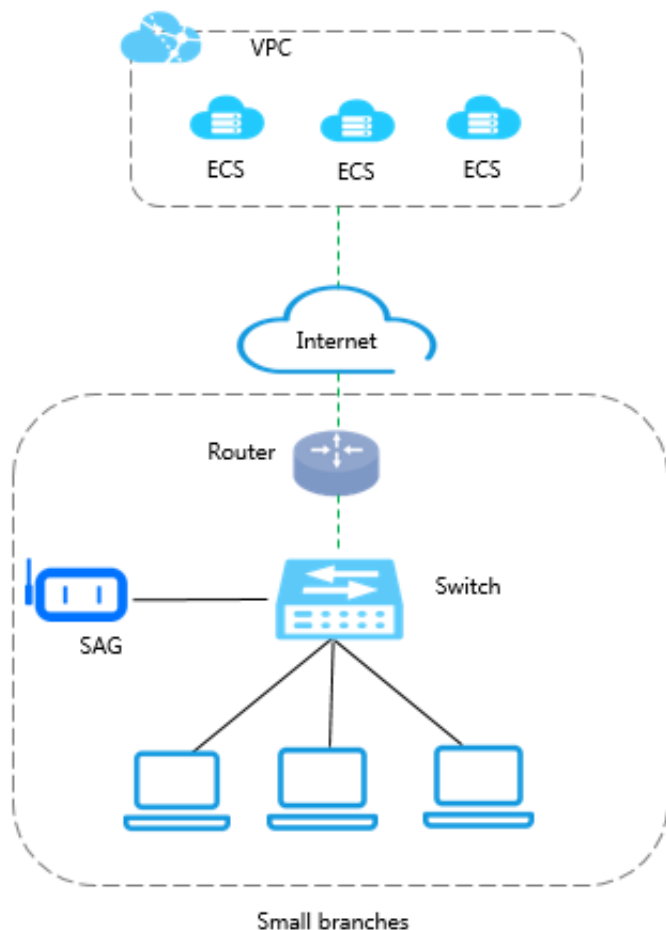 VPC
ECS
ECS
ECS
Internet
Router
Switch
SAG
Small branches